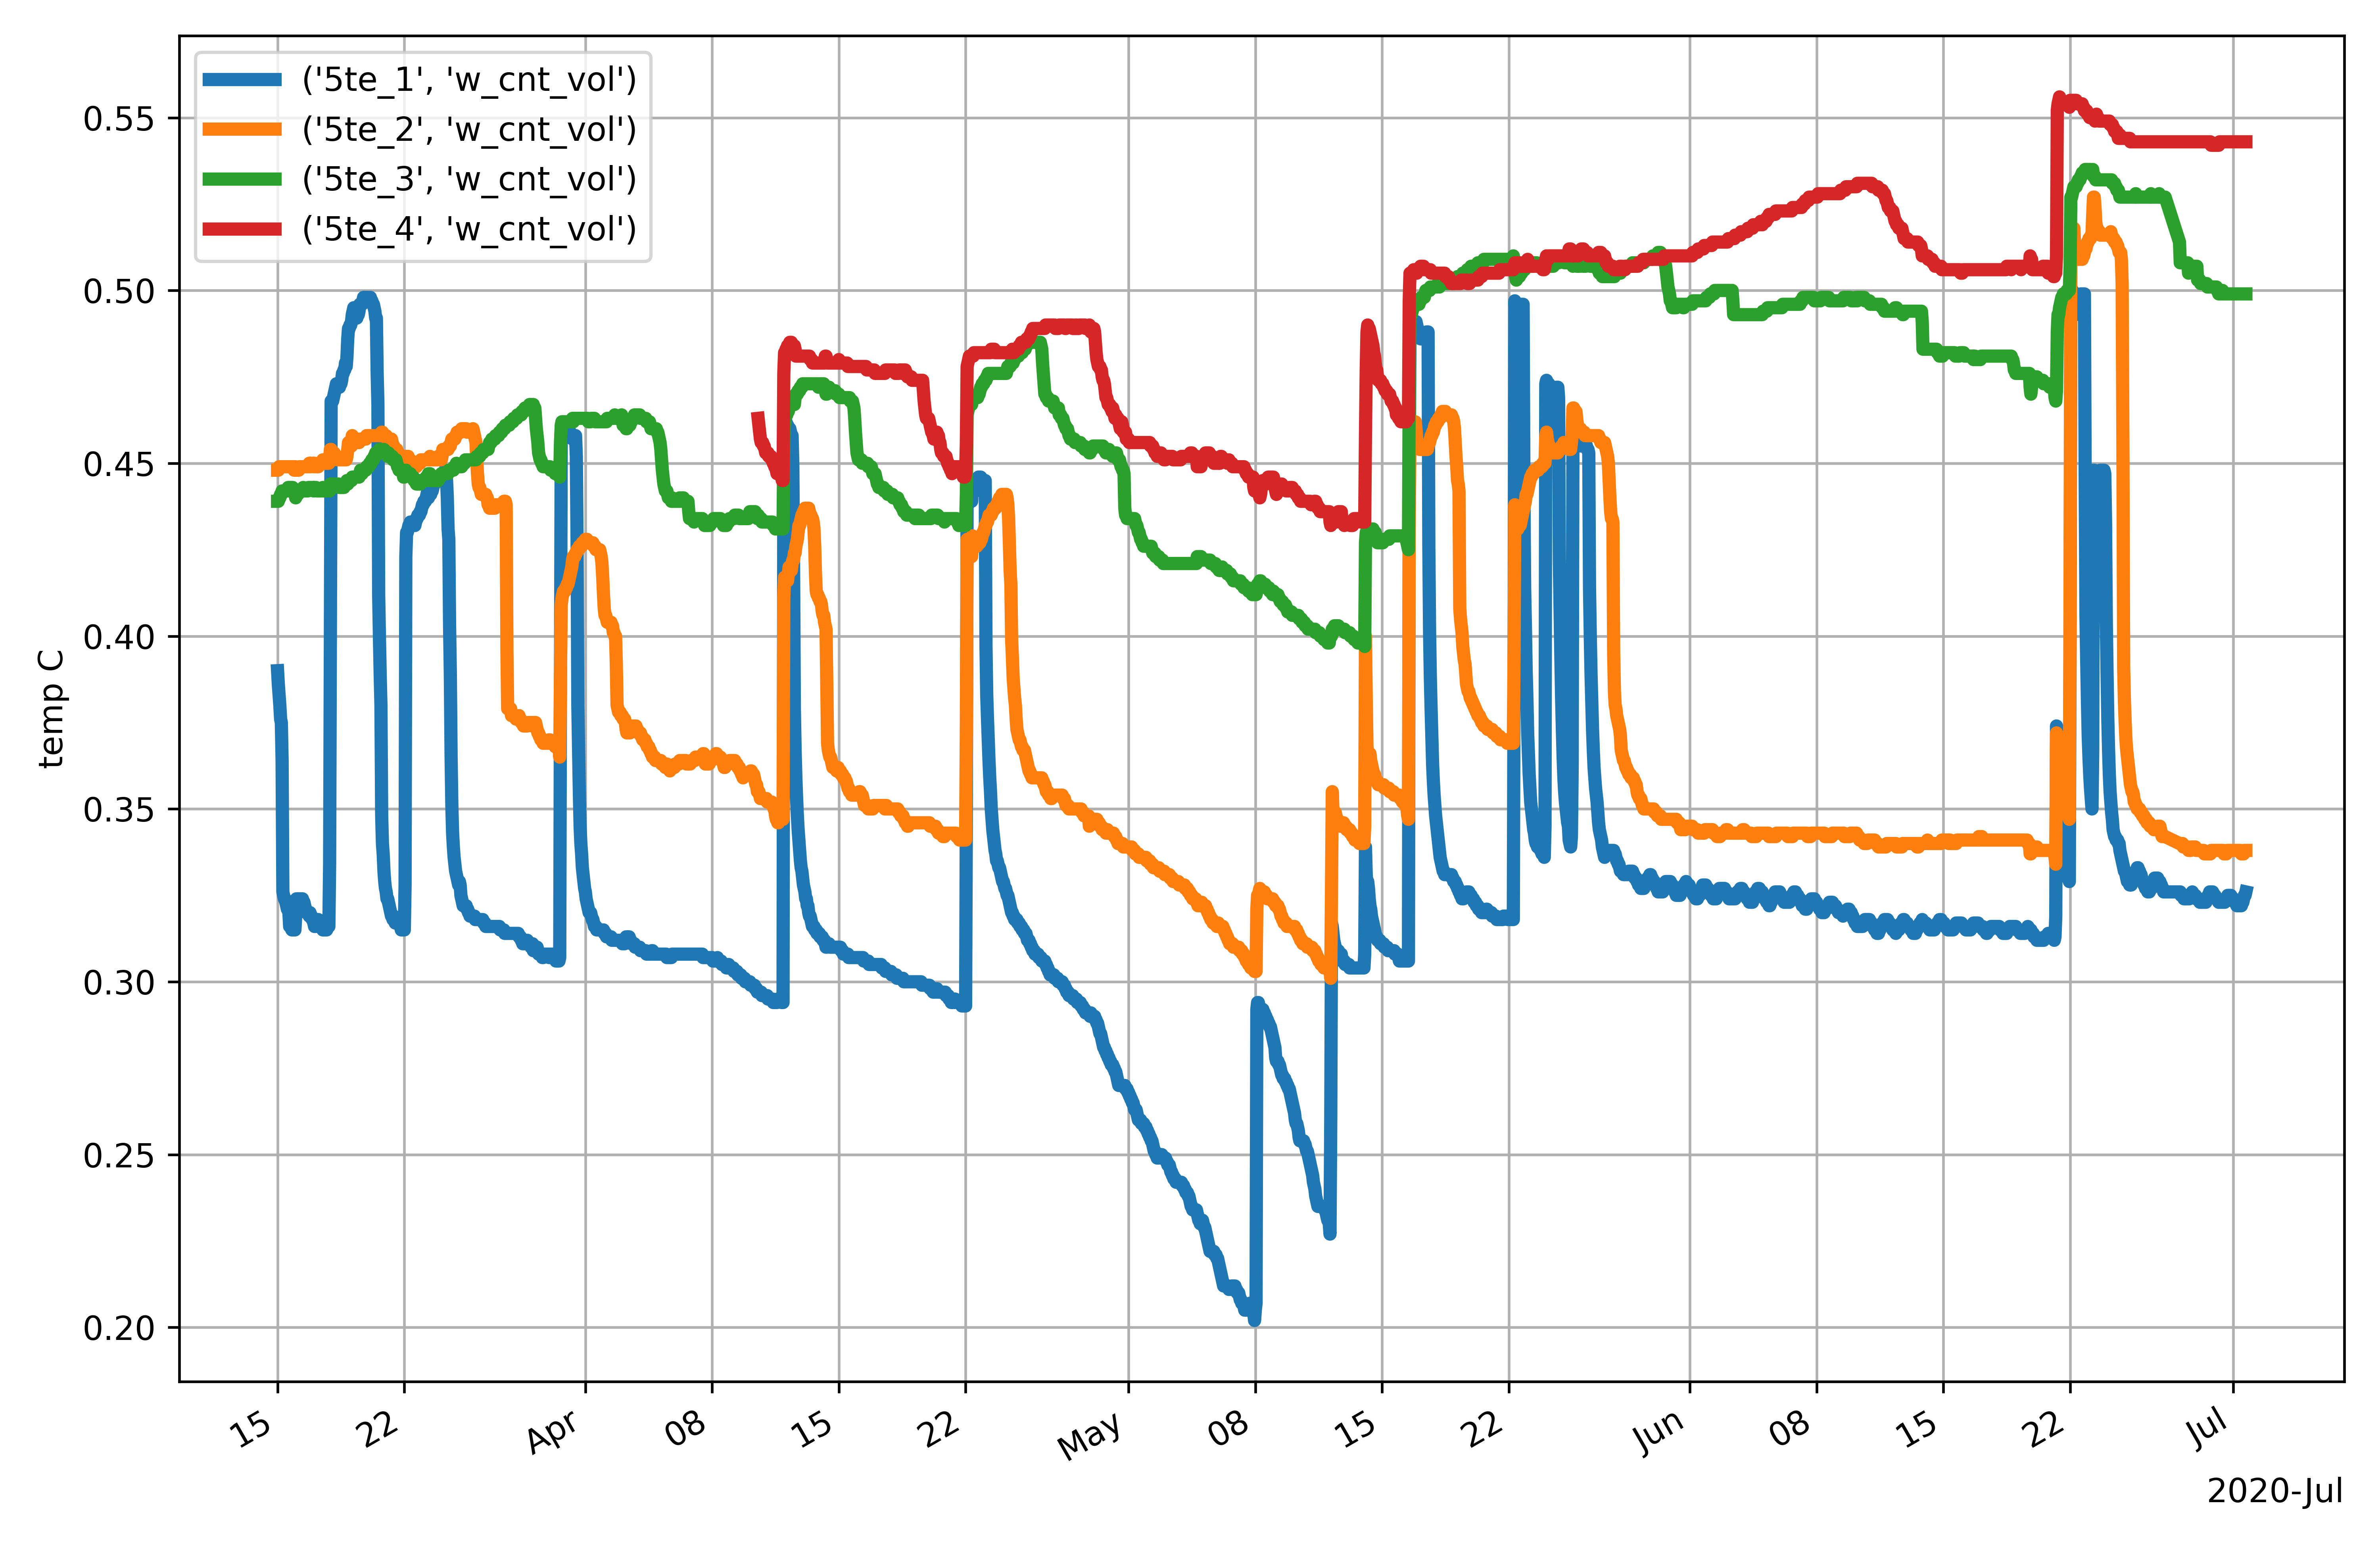 ('5te_1', 'w_cnt_vol')
('5te_2', 'w_cnt_vol')
('5te_3', 'w_cnt_vol')
('5te_4', 'w_cnt_vol')
0.55
0.50
0.45
0.40
0.35
0.30
0.25
0.20
temp C
15 22 Apr 08 15 22 May 08 15 22 Jun 08 15 22 Jul
2020-Jul